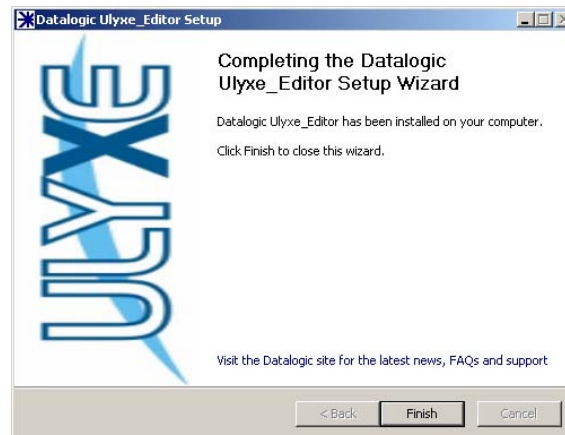 Datalogic Ulyxe_Editor Setup
ULYXE
Completing the Datalogic
Ulyxe_Editor Setup Wizard
Datalogic Ulyxe_Editor has been installed on your computer.
Click Finish to close this wizard.
Visit the Datalogic site for the latest news, FAQs and support
< Back Finish Cancel